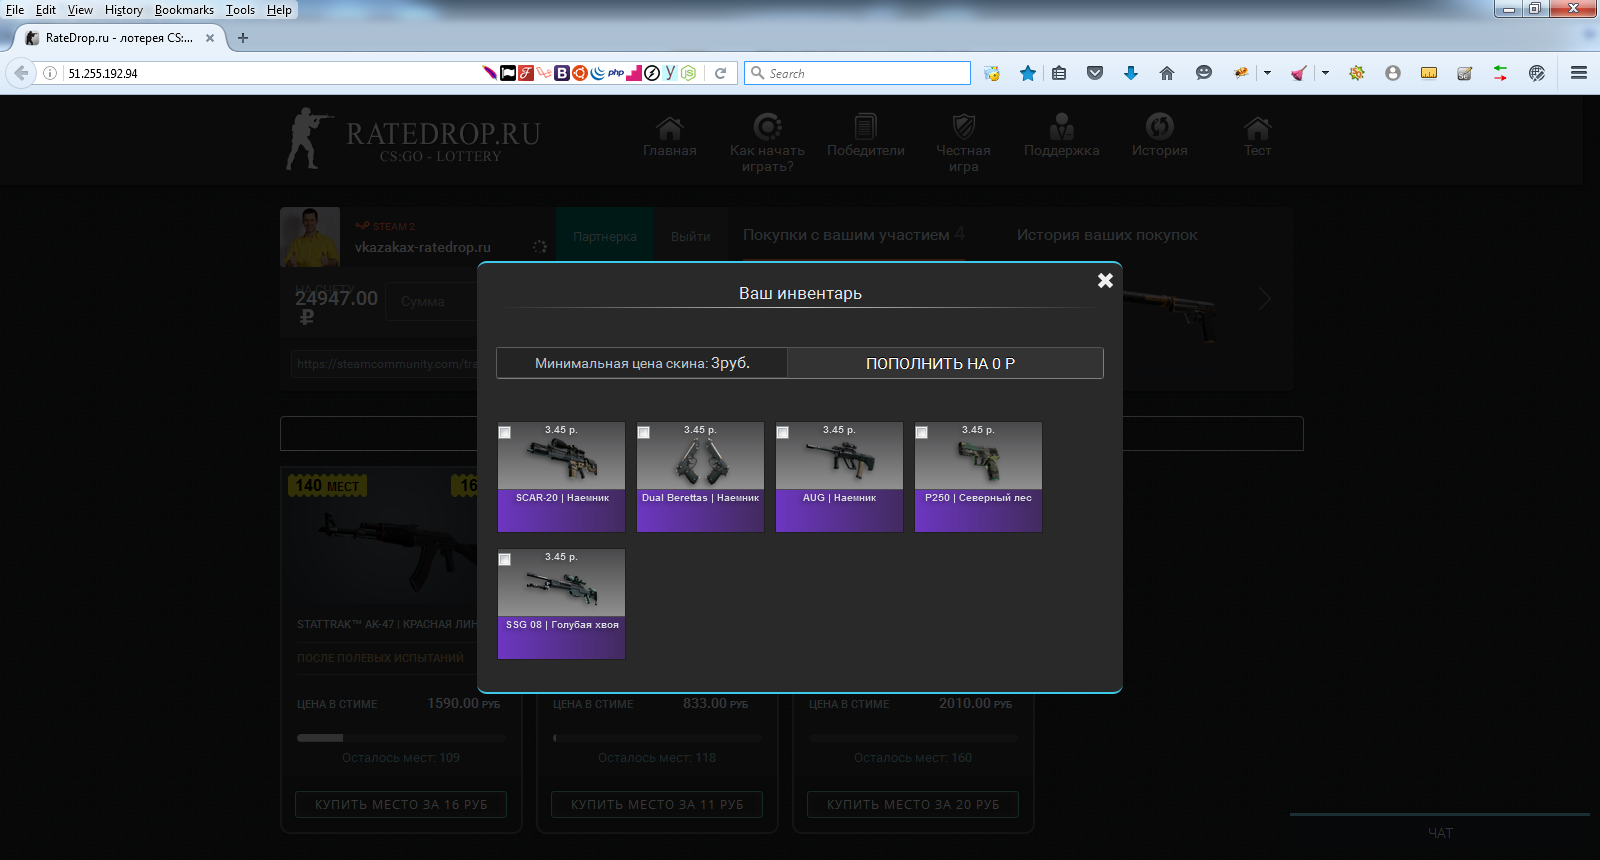 File Edit View History Bookmarks Tools Help
RateDrop.ru - лотерея CS:...
51.255.192.94
Search
RATEDROP.RU
CS:GO - LOTTERY
Главная
Как начать играть?
Победители
Честная игра
Поддержка
История
Тест
STEAM 2
vkazakax-ratedrop.ru
Партнерка
Выйти
Покупки с вашим участием 4
История ваших покупок
НА СЧЕТУ
24947.00 ₽
Сумма
https://steamcommunity.com/tra
Ваш инвентарь
Минимальная цена скина: 3руб.
ПОПОЛНИТЬ НА 0 Р
3.45 р.
SCAR-20 | Наемник
3.45 р.
Dual Berettas | Наемник
3.45 р.
AUG | Наемник
3.45 р.
P250 | Северный лес
3.45 р.
SSG 08 | Голубая хвоя
140 МЕСТ
16
STATTRAK™ AK-47 | КРАСНАЯ ЛИН
ПОСЛЕ ПОЛЕВЫХ ИСПЫТАНИЙ
ЦЕНА В СТИМЕ 1590.00 РУБ
Осталось мест: 109
КУПИТЬ МЕСТО ЗА 16 РУБ
ЦЕНА В СТИМЕ 833.00 РУБ
Осталось мест: 118
КУПИТЬ МЕСТО ЗА 11 РУБ
ЦЕНА В СТИМЕ 2010.00 РУБ
Осталось мест: 160
КУПИТЬ МЕСТО ЗА 20 РУБ
ЧАТ